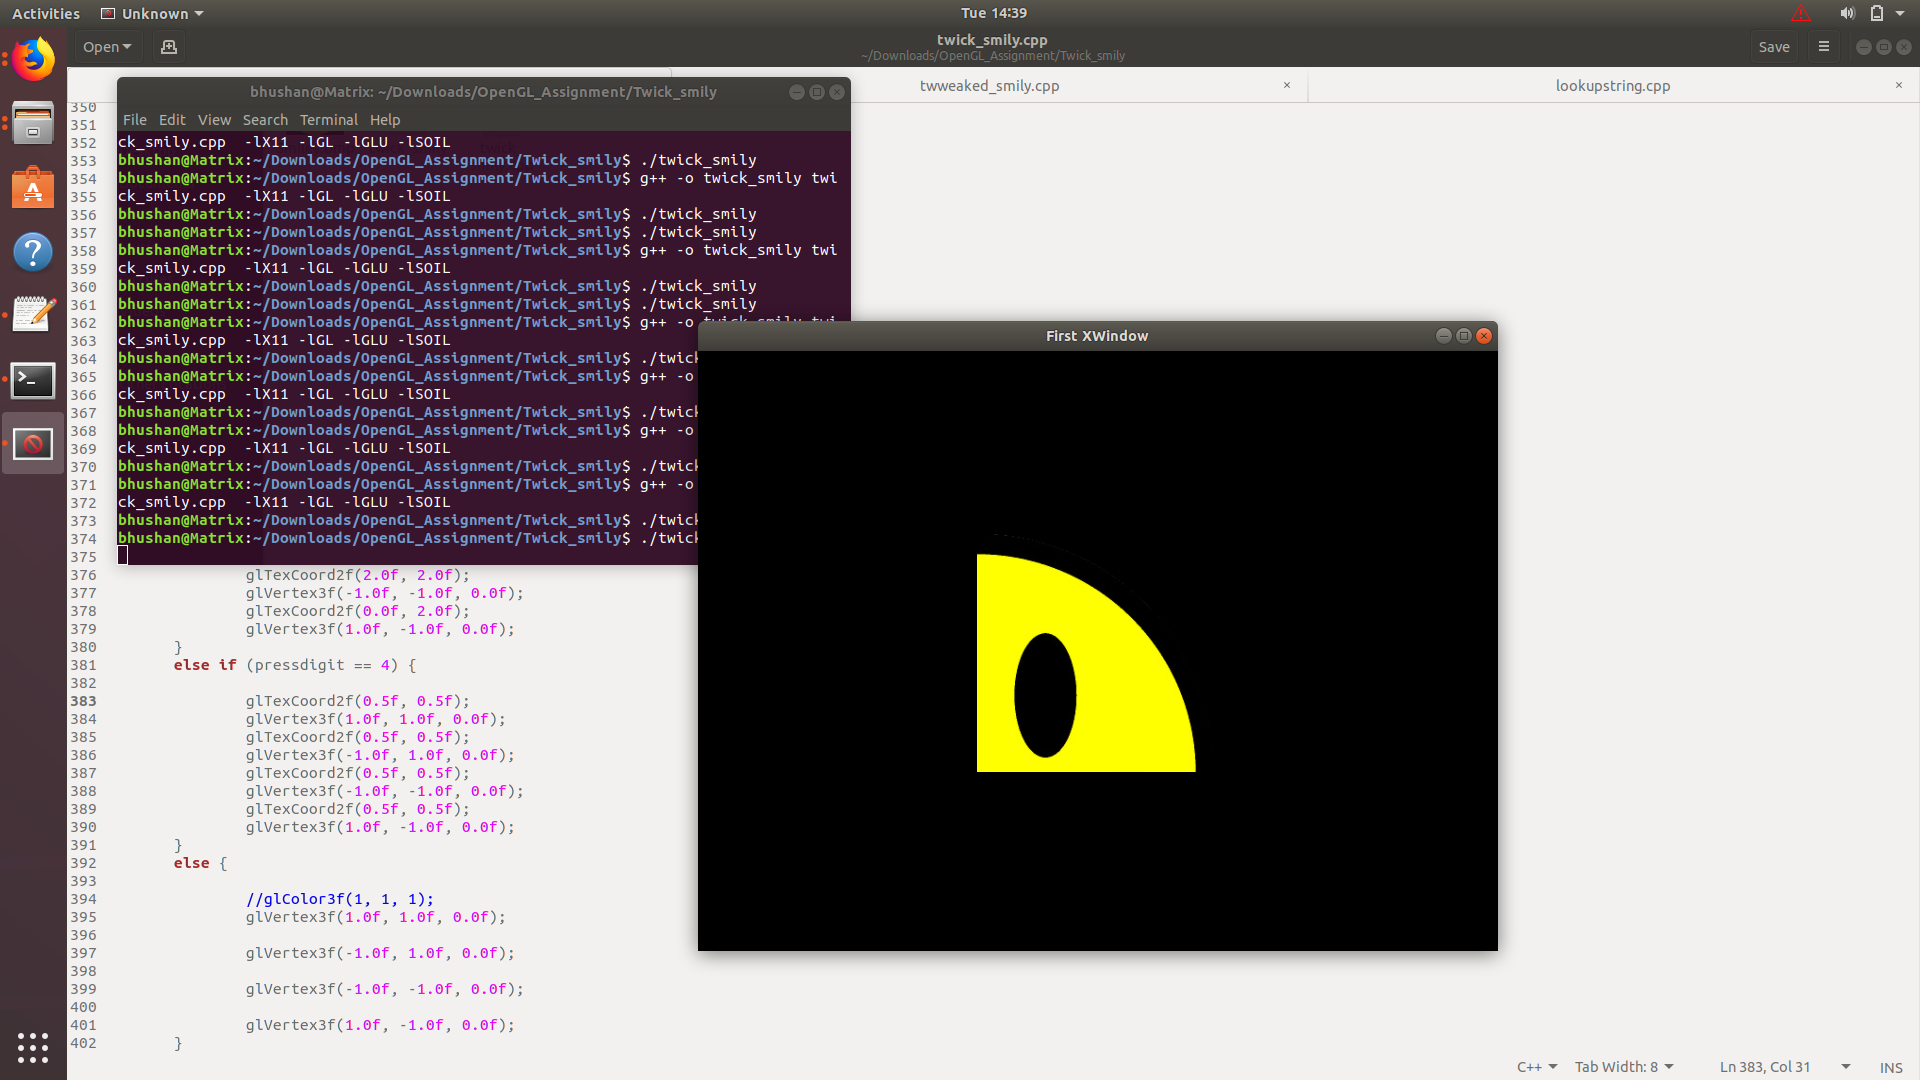 Activities Unknown Tue 14:39
Open twick_smily.cpp Save
~/Downloads/OpenGL_Assignment/Twick_smily
twweaked_smily.cpp × lookupstring.cpp ×
bhushan@Matrix: ~/Downloads/OpenGL_Assignment/Twick_smily
File Edit View Search Terminal Help
ck_smily.cpp  -lX11 -lGL -lGLU -lSOIL
bhushan@Matrix:~/Downloads/OpenGL_Assignment/Twick_smily$ ./twick_smily
bhushan@Matrix:~/Downloads/OpenGL_Assignment/Twick_smily$ g++ -o twick_smily twi
ck_smily.cpp  -lX11 -lGL -lGLU -lSOIL
bhushan@Matrix:~/Downloads/OpenGL_Assignment/Twick_smily$ ./twick_smily
bhushan@Matrix:~/Downloads/OpenGL_Assignment/Twick_smily$ ./twick_smily
bhushan@Matrix:~/Downloads/OpenGL_Assignment/Twick_smily$ g++ -o twick_smily twi
ck_smily.cpp  -lX11 -lGL -lGLU -lSOIL
bhushan@Matrix:~/Downloads/OpenGL_Assignment/Twick_smily$ ./twick_smily
bhushan@Matrix:~/Downloads/OpenGL_Assignment/Twick_smily$ ./twick_smily
bhushan@Matrix:~/Downloads/OpenGL_Assignment/Twick_smily$ g++ -o twick_smily twi
ck_smily.cpp  -lX11 -lGL -lGLU -lSOIL
bhushan@Matrix:~/Downloads/OpenGL_Assignment/Twick_smily$ ./twick
bhushan@Matrix:~/Downloads/OpenGL_Assignment/Twick_smily$ g++ -o
ck_smily.cpp  -lX11 -lGL -lGLU -lSOIL
bhushan@Matrix:~/Downloads/OpenGL_Assignment/Twick_smily$ ./twick
bhushan@Matrix:~/Downloads/OpenGL_Assignment/Twick_smily$ g++ -o
ck_smily.cpp  -lX11 -lGL -lGLU -lSOIL
bhushan@Matrix:~/Downloads/OpenGL_Assignment/Twick_smily$ ./twick
bhushan@Matrix:~/Downloads/OpenGL_Assignment/Twick_smily$ g++ -o
ck_smily.cpp  -lX11 -lGL -lGLU -lSOIL
bhushan@Matrix:~/Downloads/OpenGL_Assignment/Twick_smily$ ./twick
bhushan@Matrix:~/Downloads/OpenGL_Assignment/Twick_smily$ ./twick
First XWindow
350
351
352
353
354
355
356
357
358
359
360
361
362
363
364
365
366
367
368
369
370
371
372
373
374
375
376 glTexCoord2f(2.0f, 2.0f);
377 glVertex3f(-1.0f, -1.0f, 0.0f);
378 glTexCoord2f(0.0f, 2.0f);
379 glVertex3f(1.0f, -1.0f, 0.0f);
380 }
381 else if (pressdigit == 4) {
382
383 glTexCoord2f(0.5f, 0.5f);
384 glVertex3f(1.0f, 1.0f, 0.0f);
385 glTexCoord2f(0.5f, 0.5f);
386 glVertex3f(-1.0f, 1.0f, 0.0f);
387 glTexCoord2f(0.5f, 0.5f);
388 glVertex3f(-1.0f, -1.0f, 0.0f);
389 glTexCoord2f(0.5f, 0.5f);
390 glVertex3f(1.0f, -1.0f, 0.0f);
391 }
392 else {
393
394 //glColor3f(1, 1, 1);
395 glVertex3f(1.0f, 1.0f, 0.0f);
396
397 glVertex3f(-1.0f, 1.0f, 0.0f);
398
399 glVertex3f(-1.0f, -1.0f, 0.0f);
400
401 glVertex3f(1.0f, -1.0f, 0.0f);
402 }
C++ Tab Width: 8 Ln 383, Col 31 INS